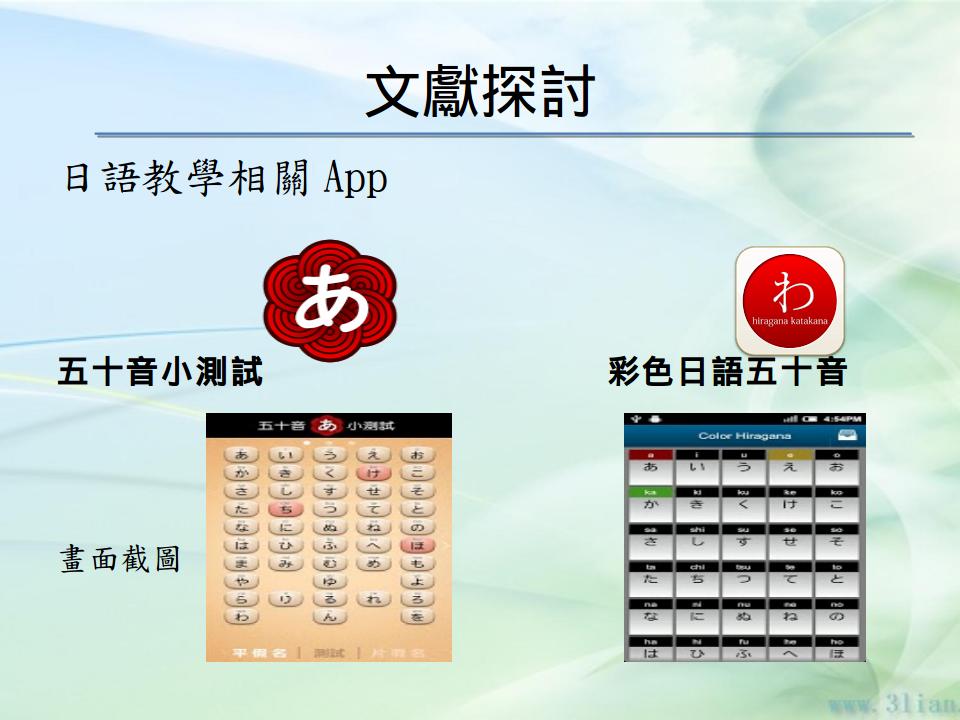 文獻探討
日語教學相關 App
あ
わ
hiragana katakana
五十音小測試
彩色日語五十音
畫面截圖
五十音 あ 小測試
あ い う え お
か き く け こ
さ し す せ そ
た ち つ て と
な に ぬ ね の
は ひ ふ へ ほ
ま み む め も
や ゆ よ
ら り る れ ろ
わ ん を
平假名 | 測試 | 片假名
4:54PM
Color Hiragana
a i u e o
あ い う え お
ka ki ku ke ko
か き く け こ
sa shi su se so
さ し す せ そ
ta chi tsu te to
た ち つ て と
na ni nu ne no
な に ぬ ね の
ha hi fu he ho
は ひ ふ へ ほ
www.3lian